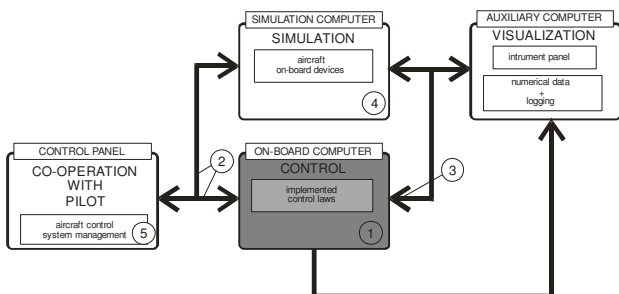 SIMULATION COMPUTER
SIMULATION
aircraft
on-board devices
4
AUXILIARY COMPUTER
VISUALIZATION
intrument panel
numerical data
+
logging
CONTROL PANEL
CO-OPERATION
WITH
PILOT
aircraft control
system management
5
2
ON-BOARD COMPUTER
CONTROL
implemented
control laws
1
3